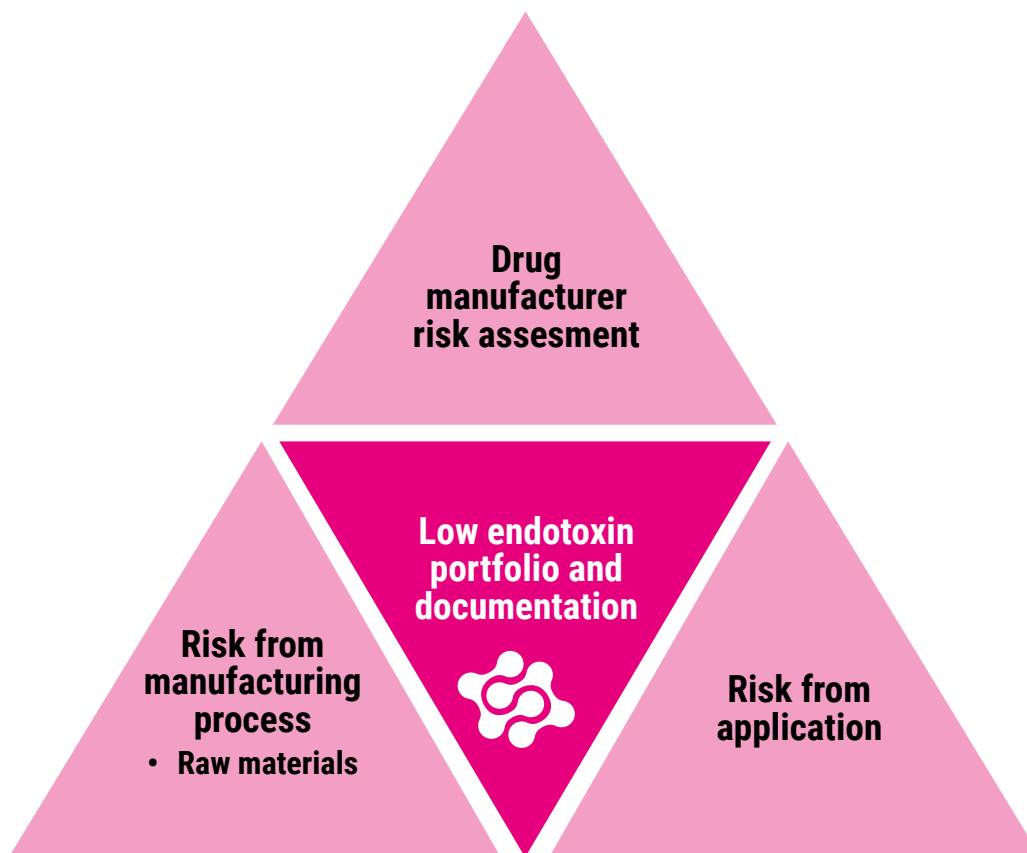 Drug
manufacturer
risk assesment
Low endotoxin
portfolio and
documentation
Risk from
manufacturing
process
• Raw materials
Risk from
application